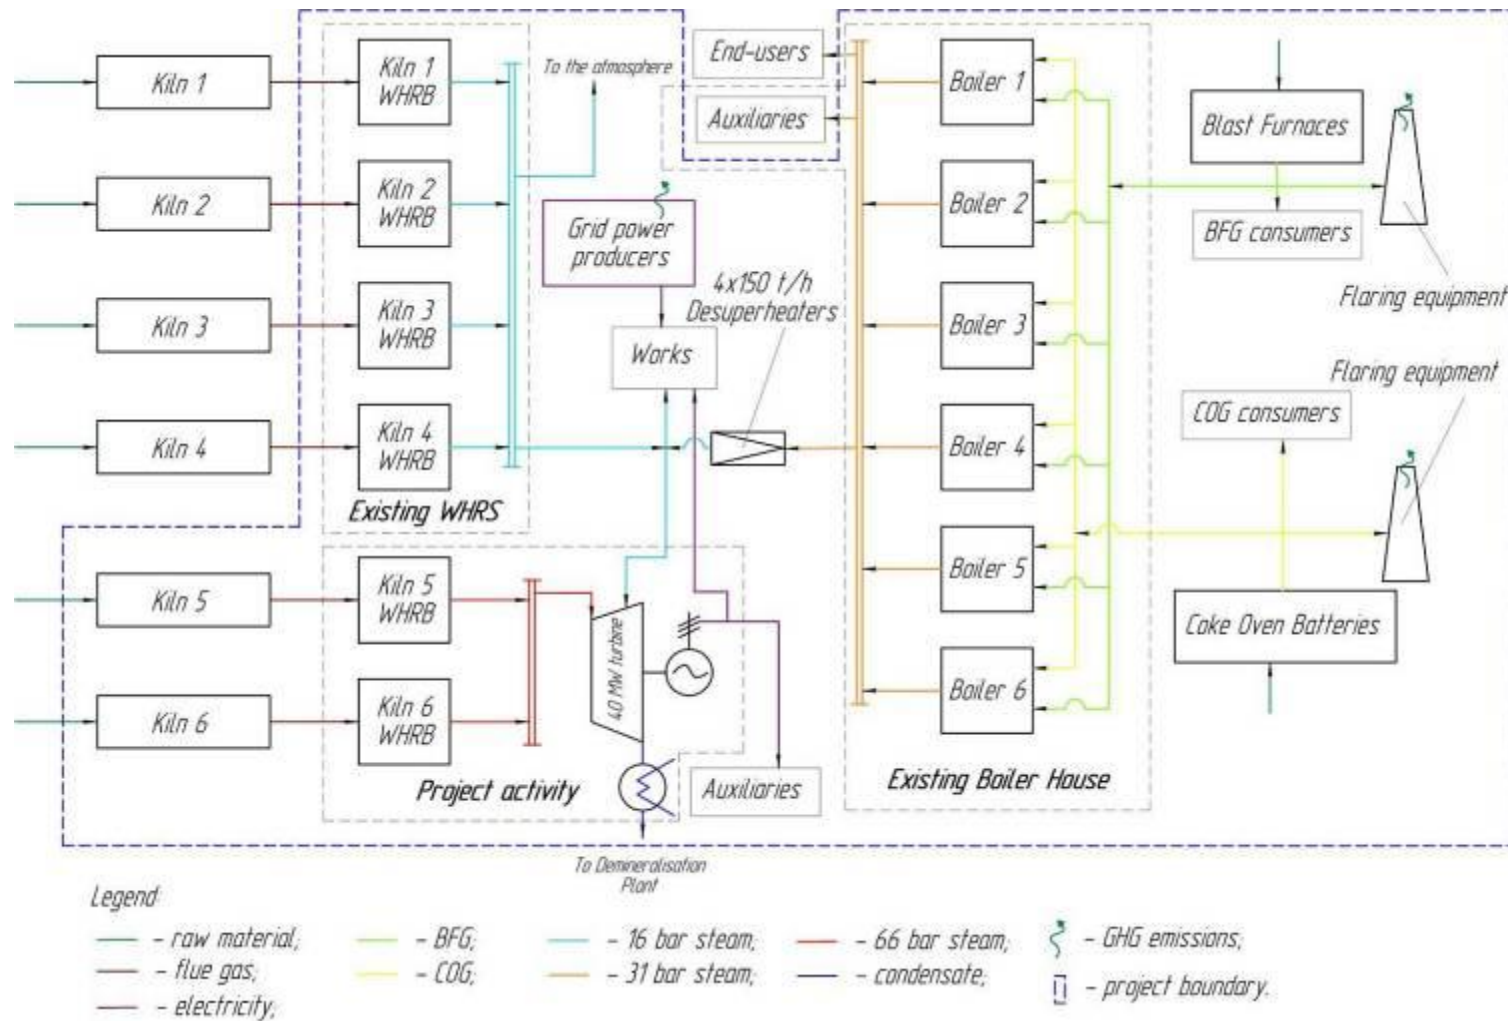 Kiln 1
Kiln 1
WHRB
To the atmosphere
End-users
Auxiliaries
Boiler 1
Blast Furnaces
Kiln 2
Kiln 2
WHRB
Grid power
producers
Boiler 2
BFG consumers
4x150 t/h
Desuperheaters
Flaring equipment
Kiln 3
Kiln 3
WHRB
Works
Boiler 3
Flaring equipment
COG consumers
Kiln 4
Kiln 4
WHRB
Boiler 4
Existing WHRS
Kiln 5
Kiln 5
WHRB
Boiler 5
Coke Oven Batteries
40 MW turbine
Kiln 6
Kiln 6
WHRB
Boiler 6
Project activity
Auxiliaries
Existing Boiler House
To Demineralisation
Plant
Legend:
- raw material;
- BFG;
- 16 bar steam;
- 66 bar steam;
- GHG emissions;
- flue gas;
- COG;
- 31 bar steam;
- condensate;
- project boundary.
- electricity;